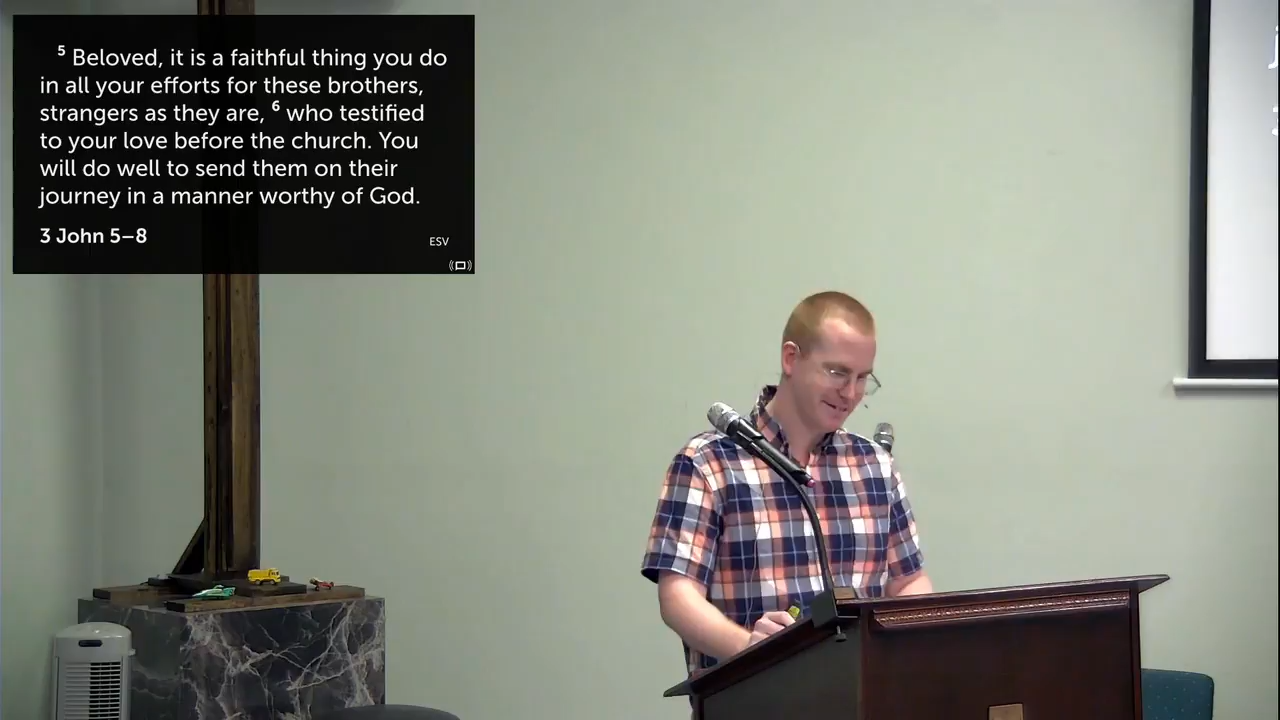 ⁵ Beloved, it is a faithful thing you do
in all your efforts for these brothers,
strangers as they are, ⁶ who testified
to your love before the church. You
will do well to send them on their
journey in a manner worthy of God.
3 John 5–8
ESV